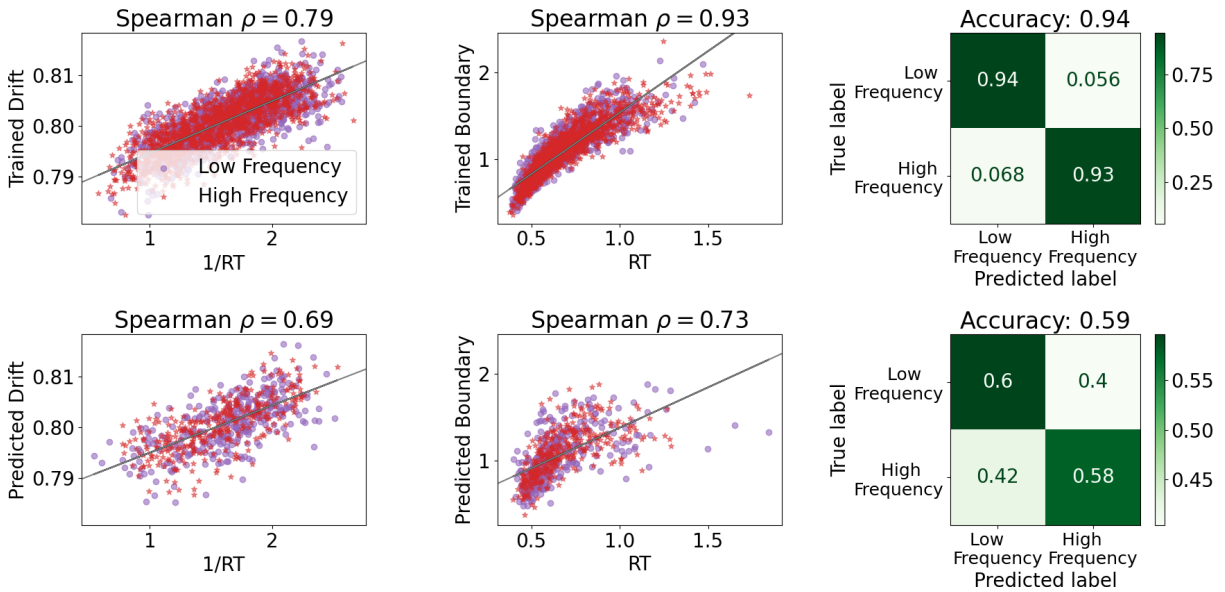 Spearman ρ = 0.79
Trained Drift
0.81
0.80
0.79
Low Frequency
High Frequency
1
2
1/RT
Spearman ρ = 0.93
Trained Boundary
2
1
0.5
1.0
1.5
RT
Accuracy: 0.94
True label
Low
Frequency
High
Frequency
0.94
0.056
0.068
0.93
0.75
0.50
0.25
Low
Frequency
High
Frequency
Predicted label
Spearman ρ = 0.69
Predicted Drift
0.81
0.80
0.79
1
2
1/RT
Spearman ρ = 0.73
Predicted Boundary
2
1
0.5
1.0
1.5
RT
Accuracy: 0.59
True label
Low
Frequency
High
Frequency
0.6
0.4
0.42
0.58
0.55
0.50
0.45
Low
Frequency
High
Frequency
Predicted label